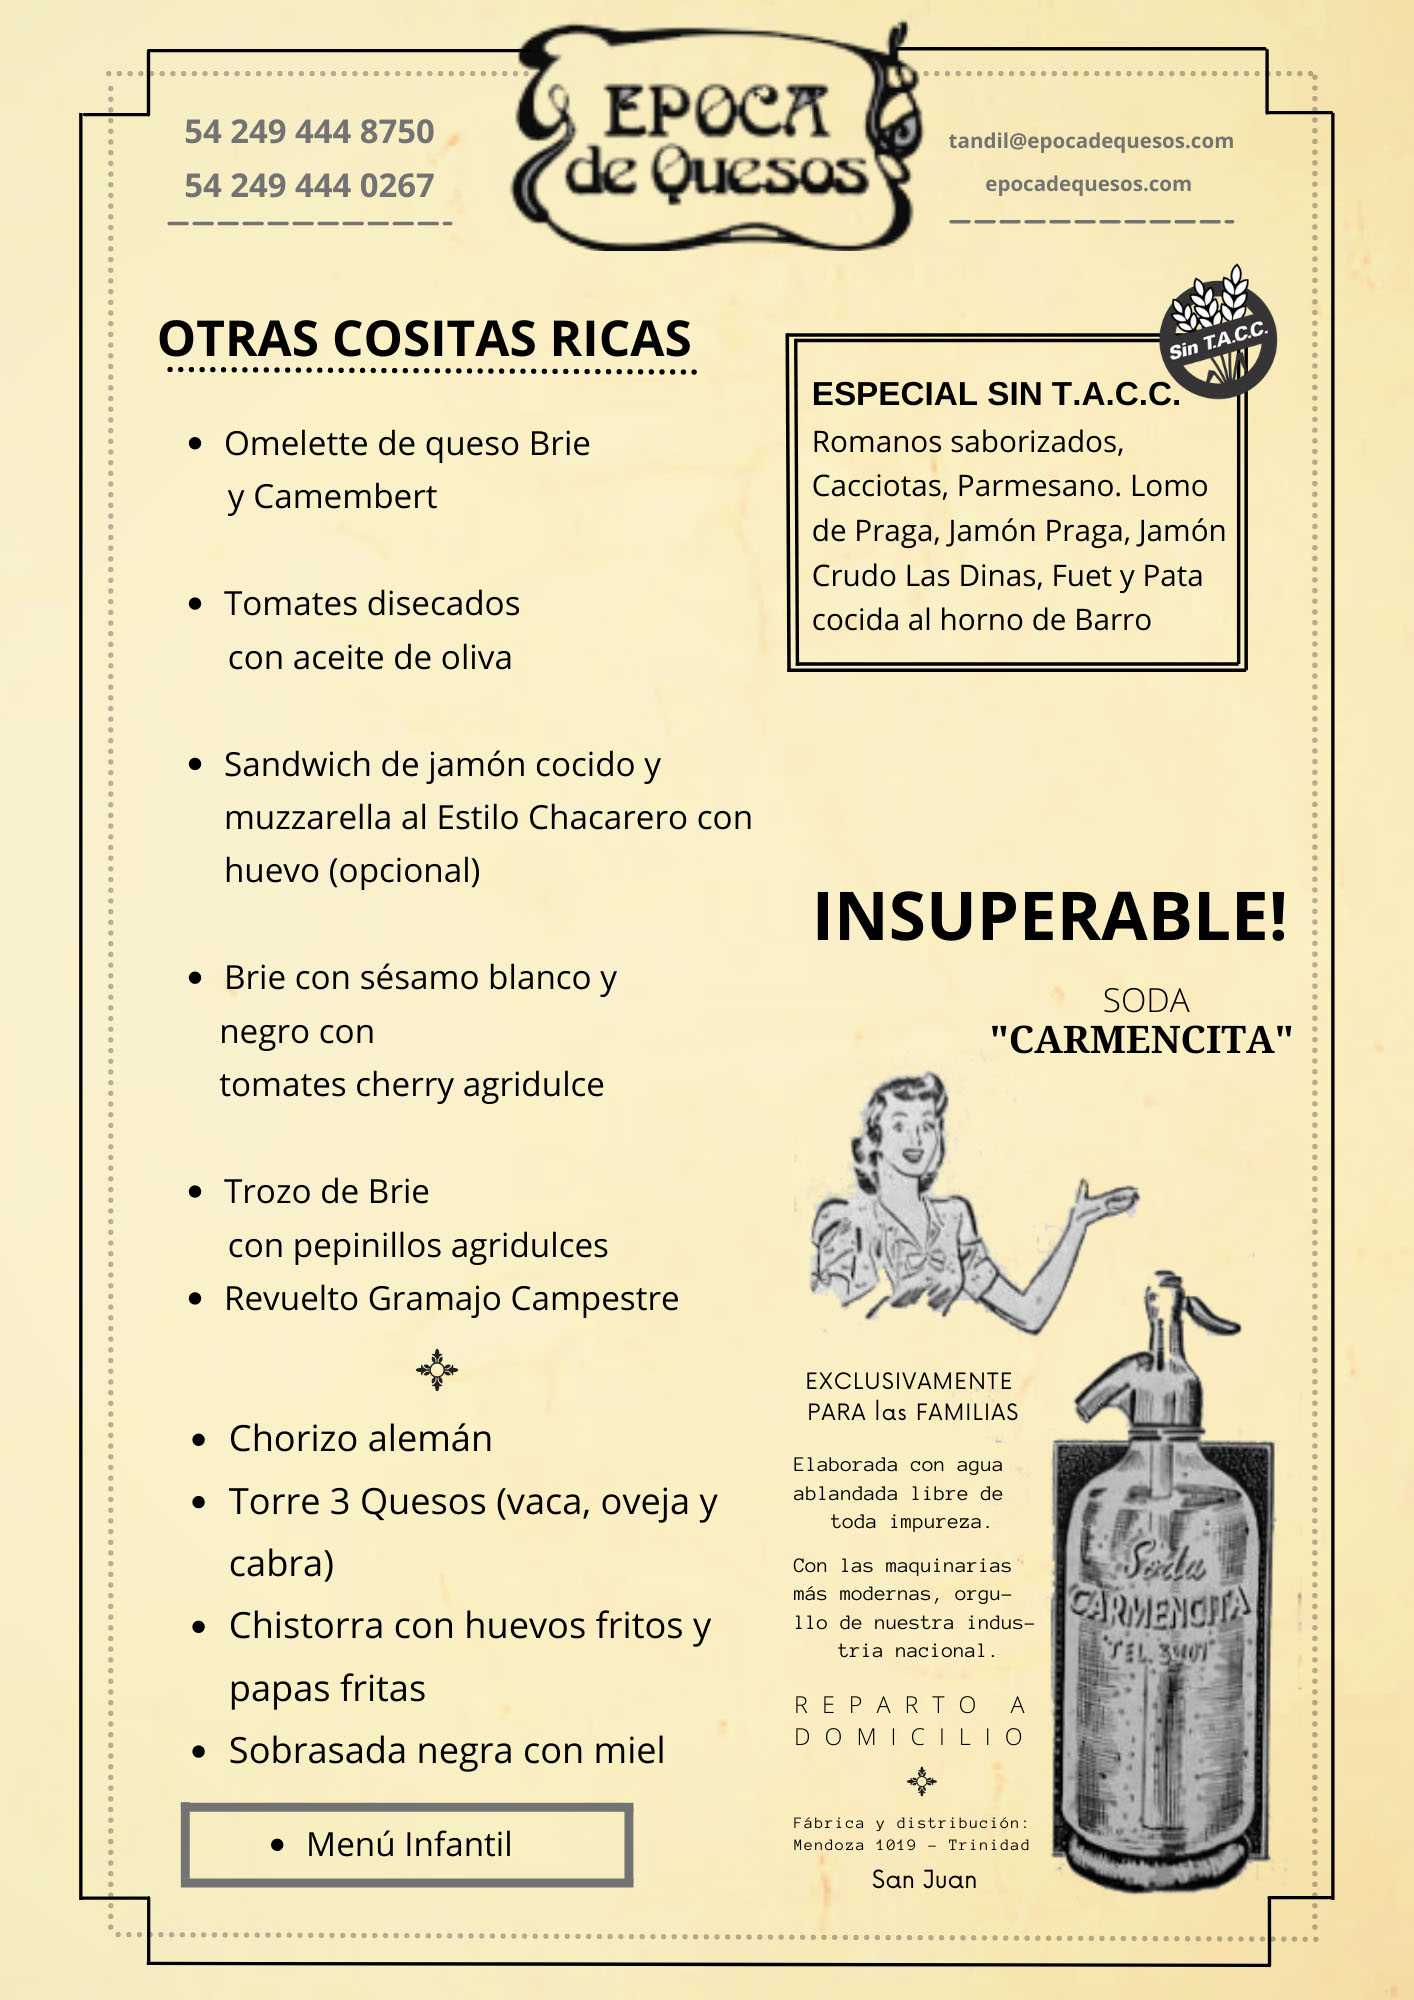 EPOCA
de Quesos
54 249 444 8750
54 249 444 0267
tandil@epocadequesos.com
epocadequesos.com
OTRAS COSITAS RICAS
• Omelette de queso Brie
y Camembert
• Tomates disecados
con aceite de oliva
• Sandwich de jamón cocido y
muzzarella al Estilo Chacarero con
huevo (opcional)
• Brie con sésamo blanco y
negro con
tomates cherry agridulce
• Trozo de Brie
con pepinillos agridulces
• Revuelto Gramajo Campestre
• Chorizo alemán
• Torre 3 Quesos (vaca, oveja y
cabra)
• Chistorra con huevos fritos y
papas fritas
• Sobrasada negra con miel
• Menú Infantil
Sin T.A.C.C.
ESPECIAL SIN T.A.C.C.
Romanos saborizados,
Cacciotas, Parmesano. Lomo
de Praga, Jamón Praga, Jamón
Crudo Las Dinas, Fuet y Pata
cocida al horno de Barro
INSUPERABLE!
SODA
"CARMENCITA"
EXCLUSIVAMENTE
PARA las FAMILIAS
Elaborada con agua
ablandada libre de
toda impureza.
Con las maquinarias
más modernas, orgu-
llo de nuestra indus-
tria nacional.
REPARTO A
DOMICILIO
Fábrica y distribución:
Mendoza 1019 - Trinidad
San Juan
Soda
CARMENCITA
TEL.